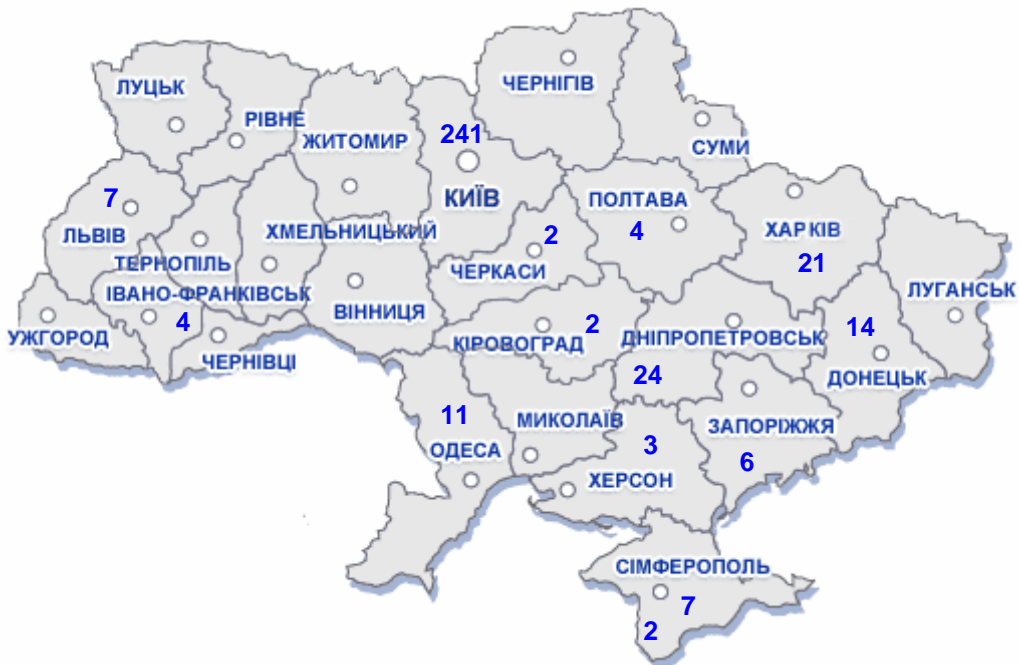 ЧЕРНІГІВ
ЛУЦЬК
РІВНЕ
241
ЖИТОМИР
СУМИ
7
КИЇВ
ПОЛТАВА
4
ХАРКІВ
21
ЛЬВІВ
ХМЕЛЬНИЦЬКИЙ
2
ЧЕРКАСИ
ТЕРНОПІЛЬ
ІВАНО-ФРАНКІВСЬК
4
ЛУГАНСЬК
ВІННИЦЯ
УЖГОРОД
2
КІРОВОГРАД
ДНІПРОПЕТРОВСЬК
24
14
ДОНЕЦЬК
ЧЕРНІВЦІ
11
ОДЕСА
МИКОЛАЇВ
ЗАПОРІЖЖЯ
6
3
ХЕРСОН
СІМФЕРОПОЛЬ
7
2